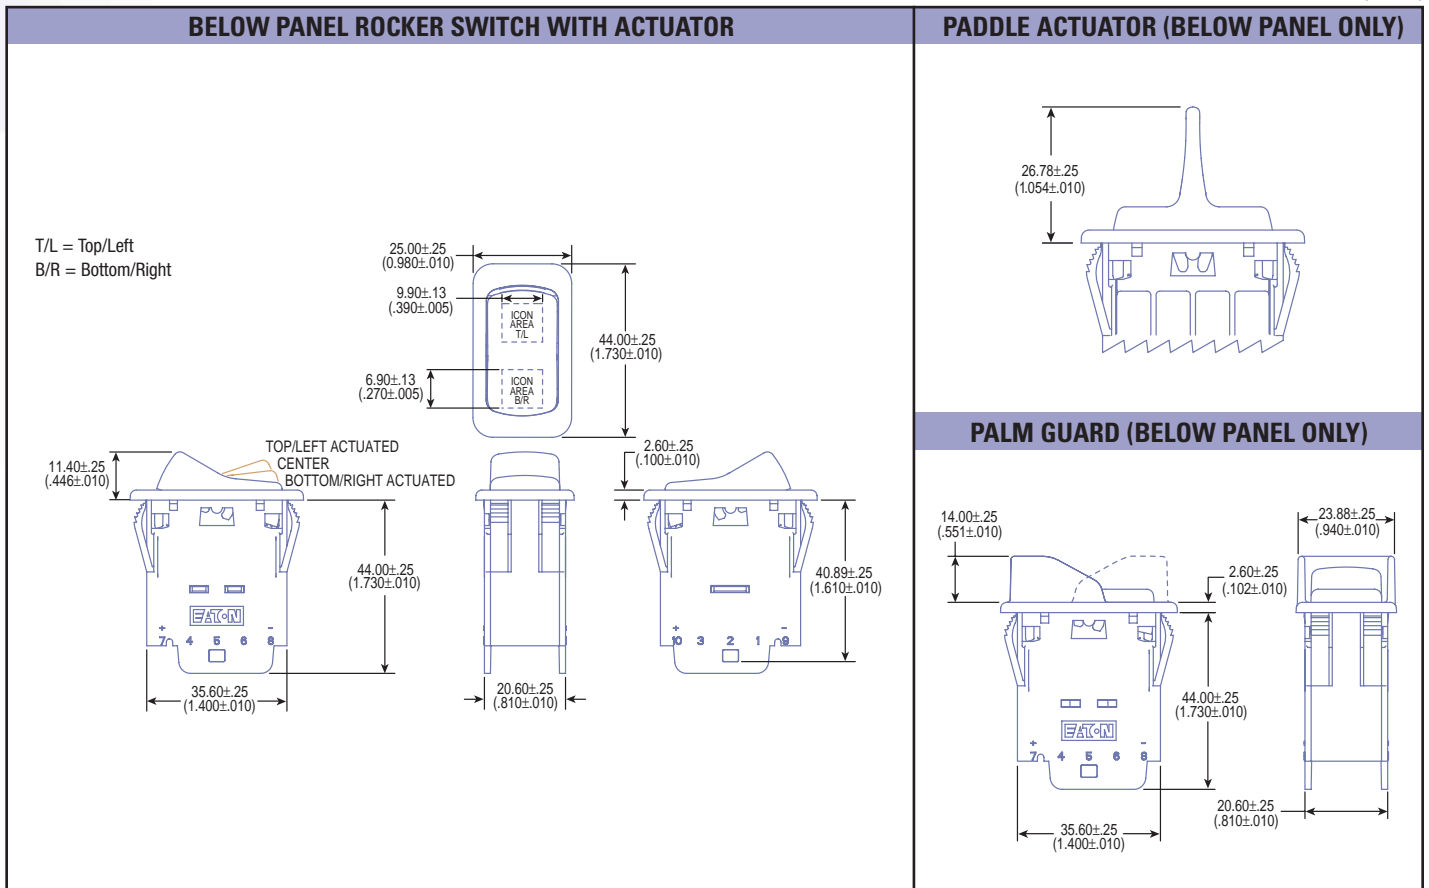 BELOW PANEL ROCKER SWITCH WITH ACTUATOR
T/L = Top/Left
B/R = Bottom/Right
25.00±.25
(0.980±.010)
9.90±.13
(.390±.005)
ICON
AREA
T/L
44.00±.25
(1.730±.010)
6.90±.13
(.270±.005)
ICON
AREA
B/R
TOP/LEFT ACTUATED
CENTER
BOTTOM/RIGHT ACTUATED
11.40±.25
(.446±.010)
2.60±.25
(.100±.010)
44.00±.25
(1.730±.010)
40.89±.25
(1.610±.010)
EATON
+ -
7 4 5 6 8
+ -
10 3 2 1 9
35.60±.25
(1.400±.010)
20.60±.25
(.810±.010)
PADDLE ACTUATOR (BELOW PANEL ONLY)
26.78±.25
(1.054±.010)
PALM GUARD (BELOW PANEL ONLY)
14.00±.25
(.551±.010)
23.88±.25
(.940±.010)
2.60±.25
(.102±.010)
44.00±.25
(1.730±.010)
EATON
+ -
7 4 5 6 8
20.60±.25
(.810±.010)
35.60±.25
(1.400±.010)